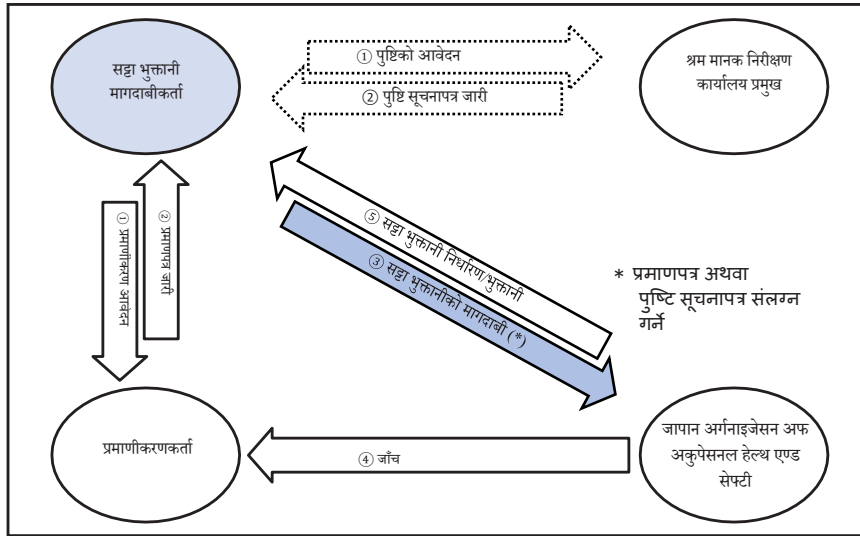 सट्टा भुक्तानी
मागदाबीकर्ता
① पुष्टिको आवेदन
② पुष्टि सूचनापत्र जारी
श्रम मानक निरीक्षण
कार्यालय प्रमुख
① प्रमाणीकरण आवेदन
② प्रमाणपत्र जारी
⑤ सट्टा भुक्तानी निर्धारण/भुक्तानी
③ सट्टा भुक्तानीको मागदाबी (*)
* प्रमाणपत्र अथवा
पुष्टि सूचनापत्र संलग्न
गर्ने
प्रमाणीकरणकर्ता
④ जाँच
जापान अर्गनाइजेसन अफ
अकुपेसनल हेल्थ एण्ड
सेफ्टी